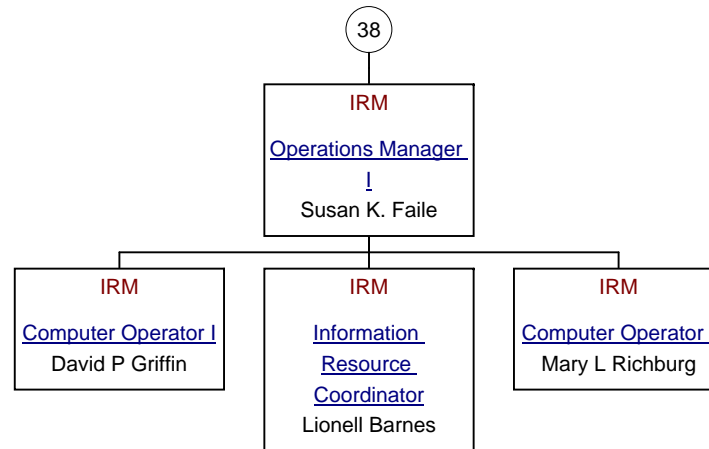 38
IRM
Operations Manager
I
Susan K. Faile
IRM
Computer Operator I
David P Griffin
IRM
Information
Resource
Coordinator
Lionell Barnes
IRM
Computer Operator
Mary L Richburg